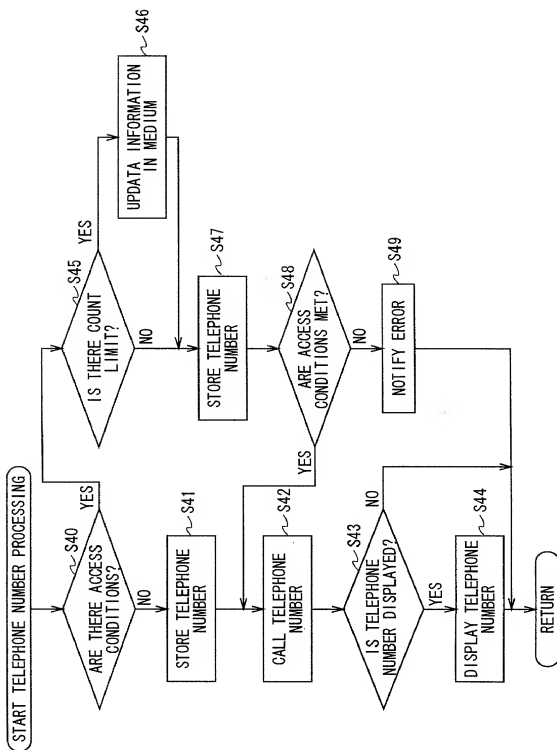 START TELEPHONE NUMBER PROCESSING
S40
ARE THERE ACCESS
CONDITIONS?
YES
NO
S41
STORE TELEPHONE
NUMBER
S42
CALL TELEPHONE
NUMBER
S43
IS TELEPHONE
NUMBER DISPLAYED?
NO
YES
S44
DISPLAY TELEPHONE
NUMBER
RETURN
S45
IS THERE COUNT
LIMIT?
YES
NO
S46
UPDATA INFORMATION
IN MEDIUM
S47
STORE TELEPHONE
NUMBER
S48
ARE ACCESS
CONDITIONS MET?
YES
NO
S49
NOTIFY ERROR